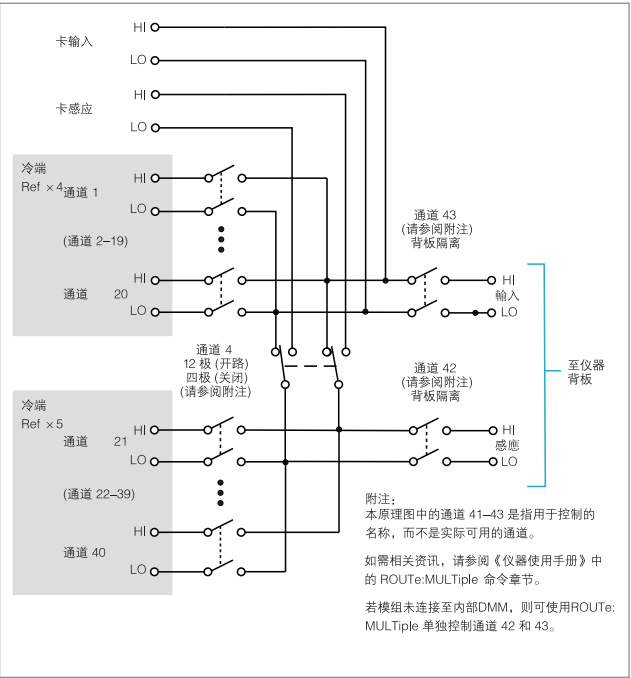 卡输入
HI
LO
卡感应
HI
LO
冷端
Ref ×4
通道 1
HI
LO
(通道 2–19)
通道 20
HI
LO
通道 43
(请参阅附注)
背板隔离
HI
輸入
LO
通道 4
12 极 (开路)
四极 (关闭)
(请参阅附注)
通道 42
(请参阅附注)
背板隔离
至仪器
背板
冷端
Ref ×5
通道 21
HI
LO
(通道 22–39)
通道 40
HI
LO
HI
感應
LO
附注：
本原理图中的通道 41–43 是指用于控制的
名称，而不是实际可用的通道。
如需相关资讯，请参阅《仪器使用手册》中
的 ROUTe:MULTiple 命令章节。
若模组未连接至内部DMM，则可使用ROUTe:
MULTiple 单独控制通道 42 和 43。